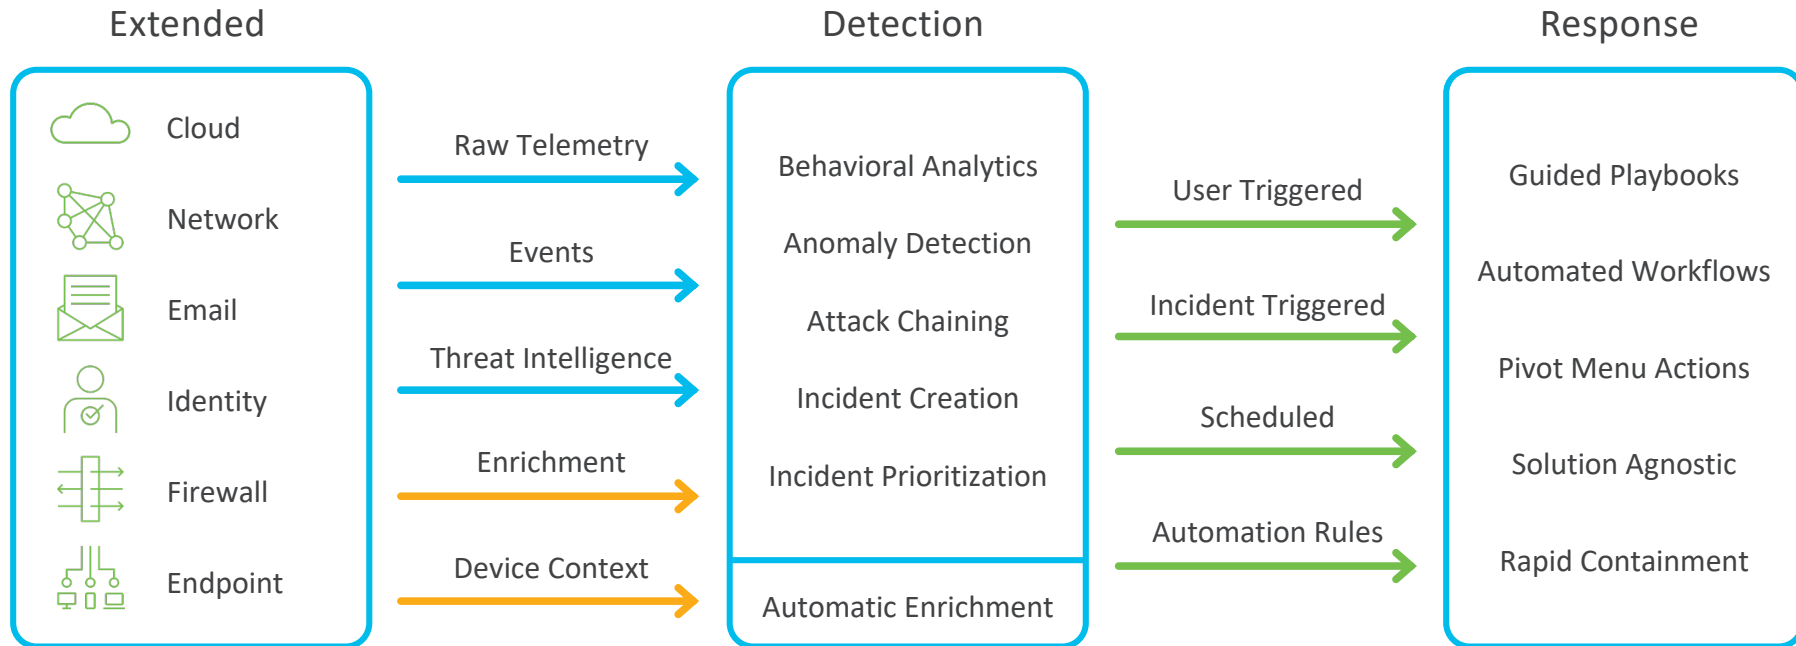 Extended
Detection
Response
Cloud
Network
Email
Identity
Firewall
Endpoint
Raw Telemetry
Events
Threat Intelligence
Enrichment
Device Context
Behavioral Analytics
Anomaly Detection
Attack Chaining
Incident Creation
Incident Prioritization
Automatic Enrichment
User Triggered
Incident Triggered
Scheduled
Automation Rules
Guided Playbooks
Automated Workflows
Pivot Menu Actions
Solution Agnostic
Rapid Containment